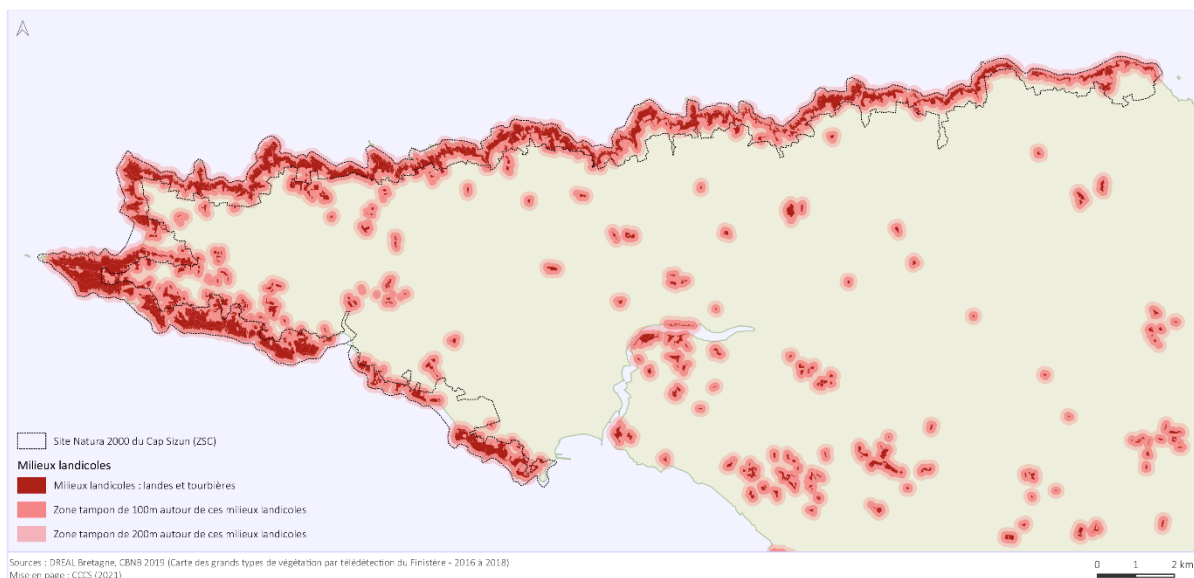 Site Natura 2000 du Cap Sizun (ZSC)
Milieux landicoles
Milieux landicoles : landes et tourbières
Zone tampon de 100m autour de ces milieux landicoles
Zone tampon de 200m autour de ces milieux landicoles
Sources : DREAL Bretagne, CBNB 2019 (Carte des grands types de végétation par télédétection du Finistère - 2016 à 2018)
Mise en page : CCCS (2021)
0 1 2 km